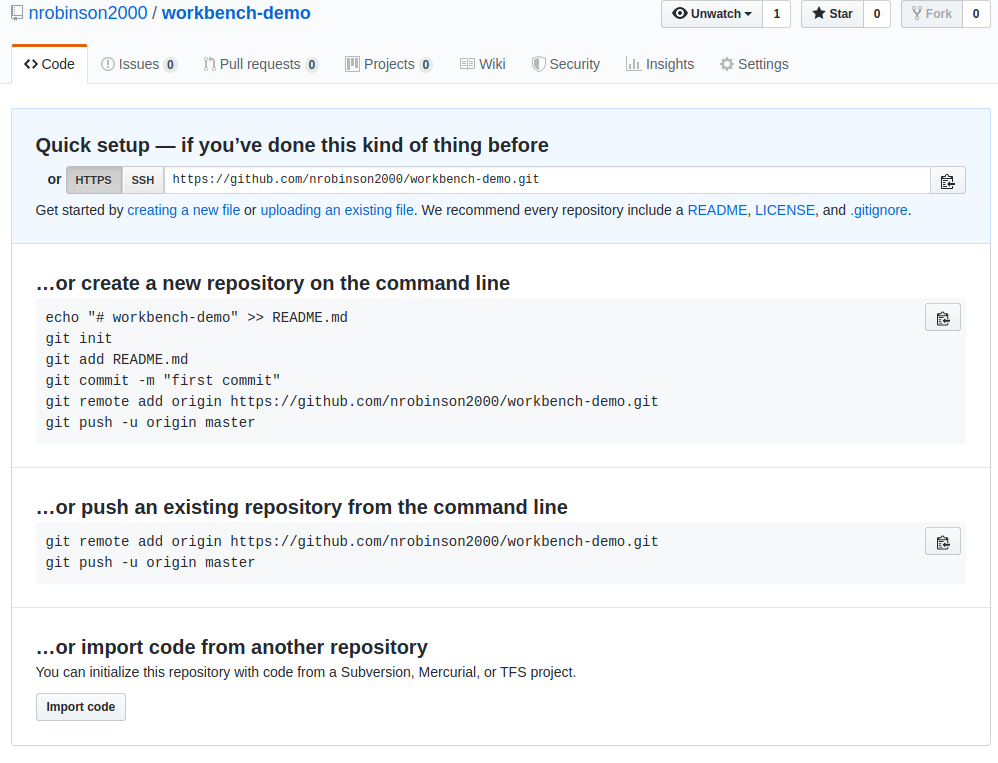 nrobinson2000 / workbench-demo
Unwatch 1 Star 0 Fork 0
Code Issues 0 Pull requests 0 Projects 0 Wiki Security Insights Settings
Quick setup — if you’ve done this kind of thing before
or HTTPS SSH https://github.com/nrobinson2000/workbench-demo.git
Get started by creating a new file or uploading an existing file. We recommend every repository include a README, LICENSE, and .gitignore.
…or create a new repository on the command line
echo "# workbench-demo" >> README.md
git init
git add README.md
git commit -m "first commit"
git remote add origin https://github.com/nrobinson2000/workbench-demo.git
git push -u origin master
…or push an existing repository from the command line
git remote add origin https://github.com/nrobinson2000/workbench-demo.git
git push -u origin master
…or import code from another repository
You can initialize this repository with code from a Subversion, Mercurial, or TFS project.
Import code